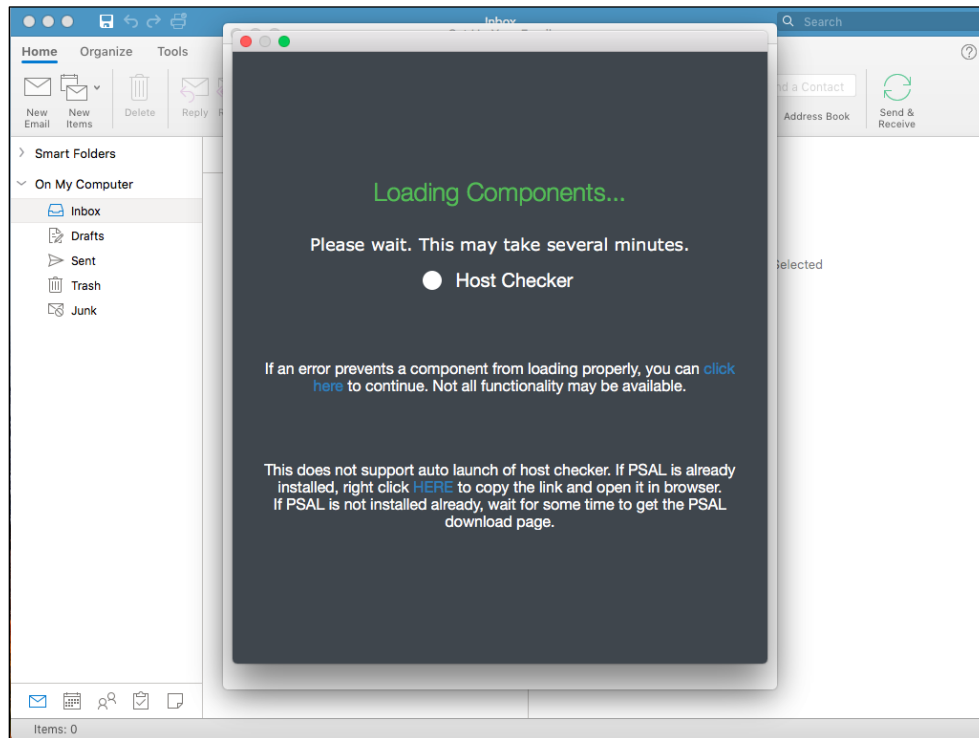 Inbox
Search
Home Organize Tools
New Email
New Items
Delete
Reply
Address Book
Send & Receive
Smart Folders
On My Computer
Inbox
Drafts
Sent
Trash
Junk
Loading Components...
Please wait. This may take several minutes.
Host Checker
If an error prevents a component from loading properly, you can click
here to continue. Not all functionality may be available.
This does not support auto launch of host checker. If PSAL is already
installed, right click HERE to copy the link and open it in browser.
If PSAL is not installed already, wait for some time to get the PSAL
download page.
Selected
Items: 0